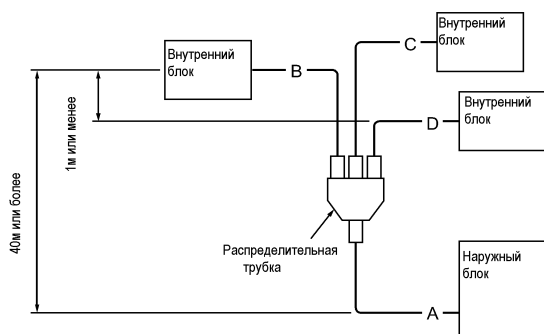 Внутренний
блок
B
C
Внутренний
блок
D
Внутренний
блок
1м или менее
40м или более
Распределительная
трубка
A
Наружный
блок